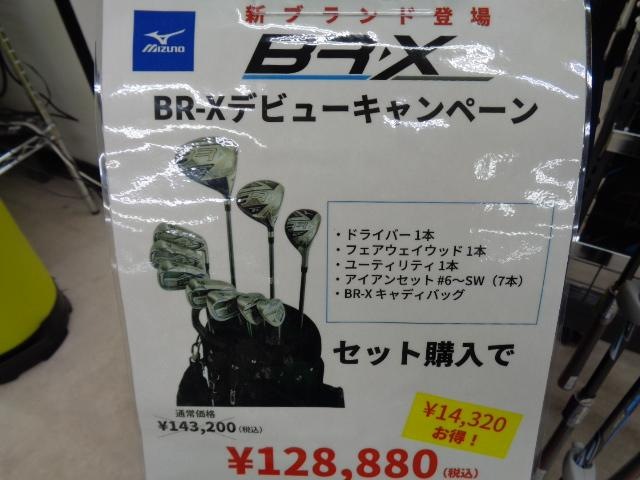 新ブランド登場
MIZUNO
BR-X
BR-Xデビューキャンペーン
・ドライバー 1本
・フェアウェイウッド 1本
・ユーティリティ 1本
・アイアンセット #6～SW（7本）
・BR-X キャディバッグ
セット購入で
通常価格
¥143,200（税込）
¥14,320
お得！
¥128,880（税込）